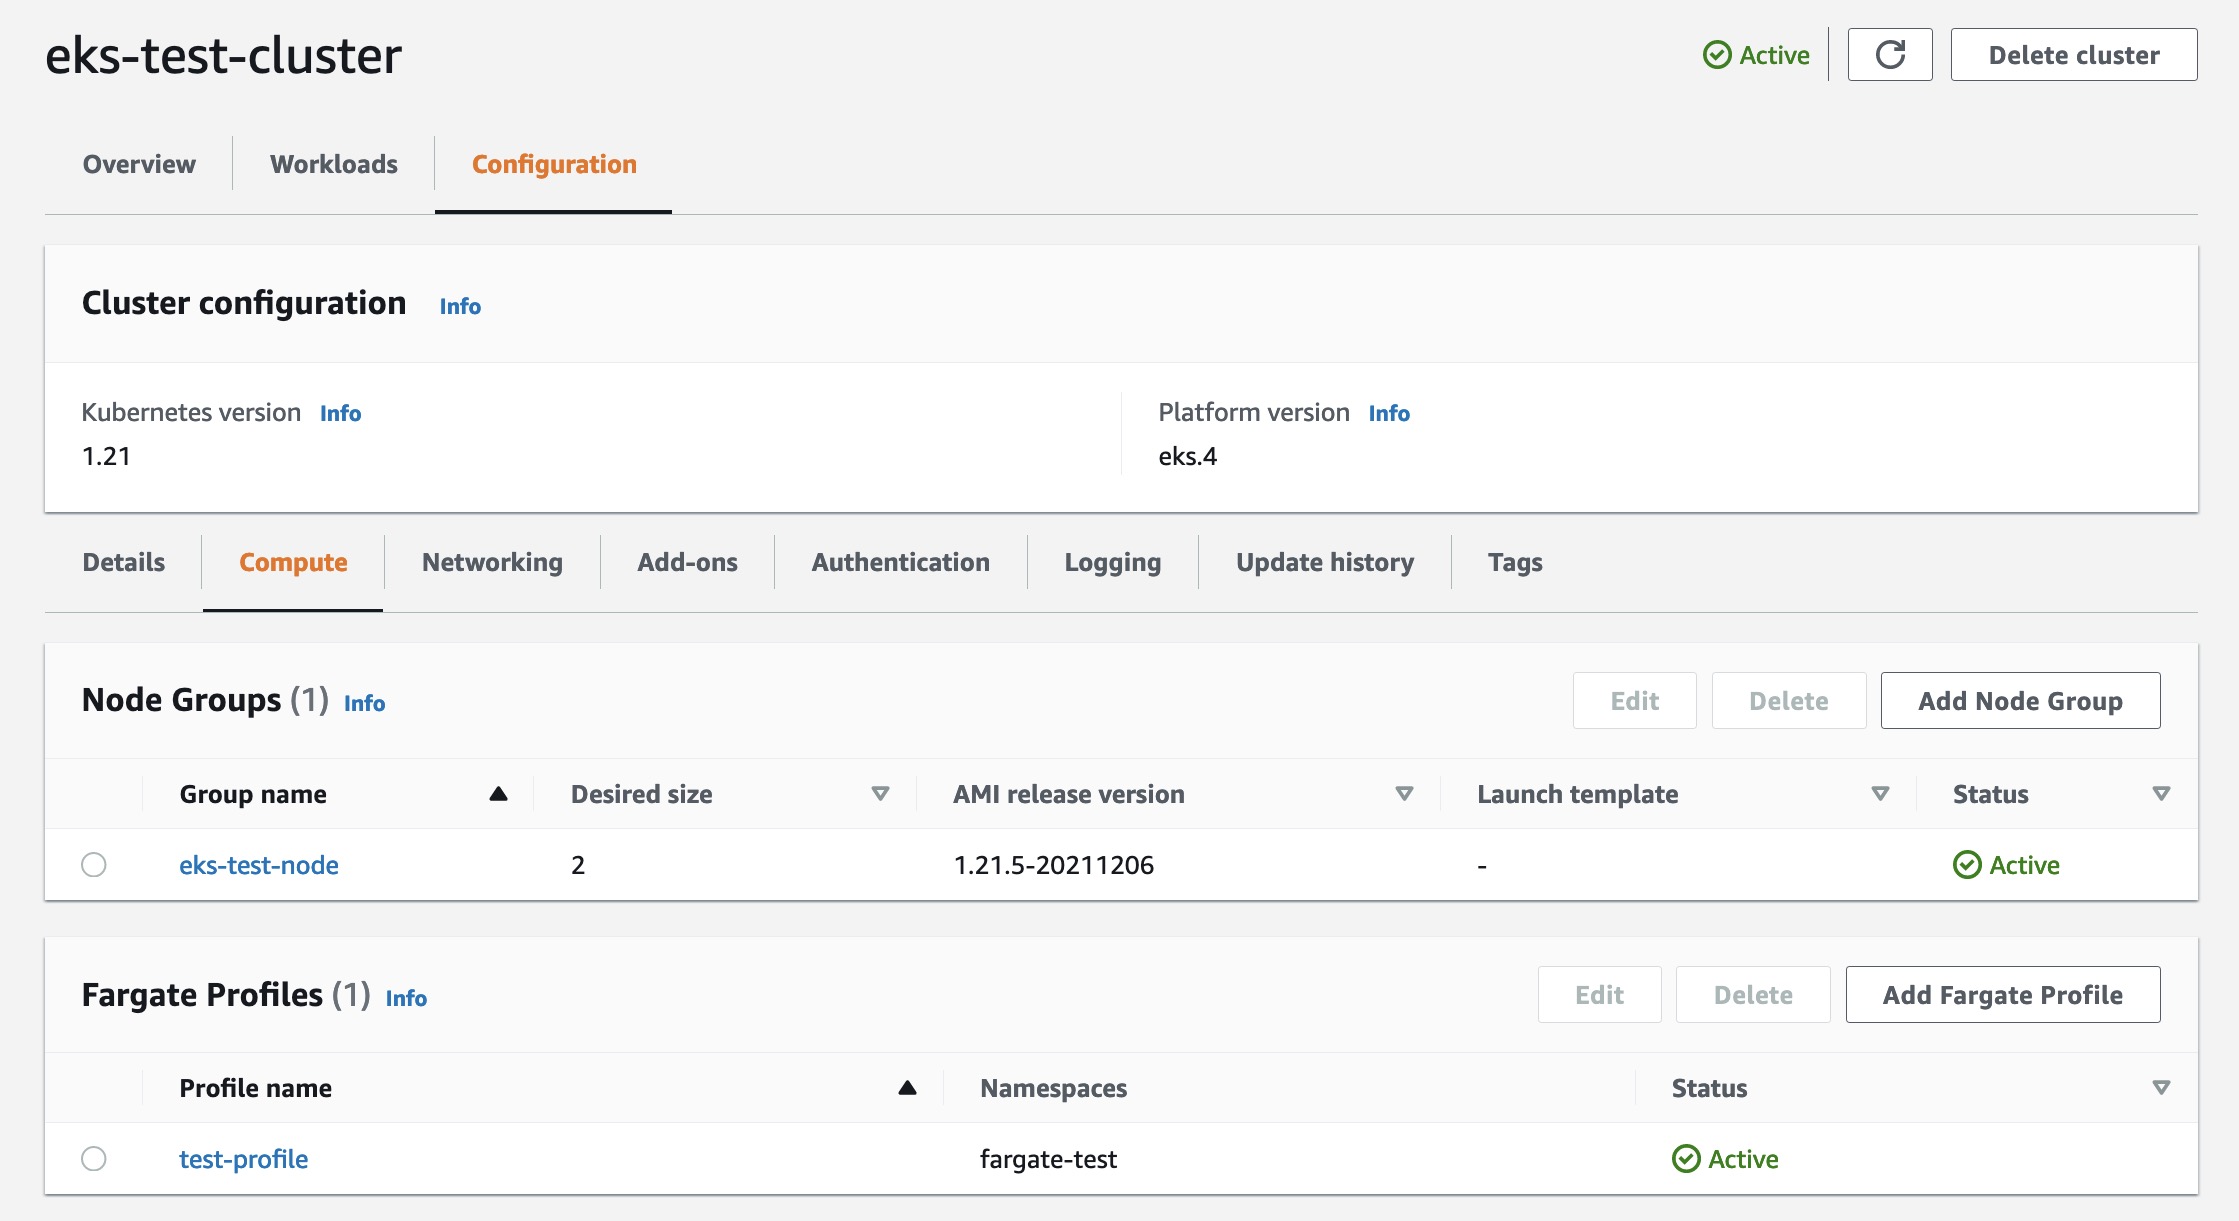 eks-test-cluster
Active
Delete cluster
Overview
Workloads
Configuration
Cluster configuration Info
Kubernetes version Info
1.21
Platform version Info
eks.4
Details
Compute
Networking
Add-ons
Authentication
Logging
Update history
Tags
Node Groups (1) Info
Edit
Delete
Add Node Group
Group name
Desired size
AMI release version
Launch template
Status
eks-test-node
2
1.21.5-20211206
-
Active
Fargate Profiles (1) Info
Edit
Delete
Add Fargate Profile
Profile name
Namespaces
Status
test-profile
fargate-test
Active